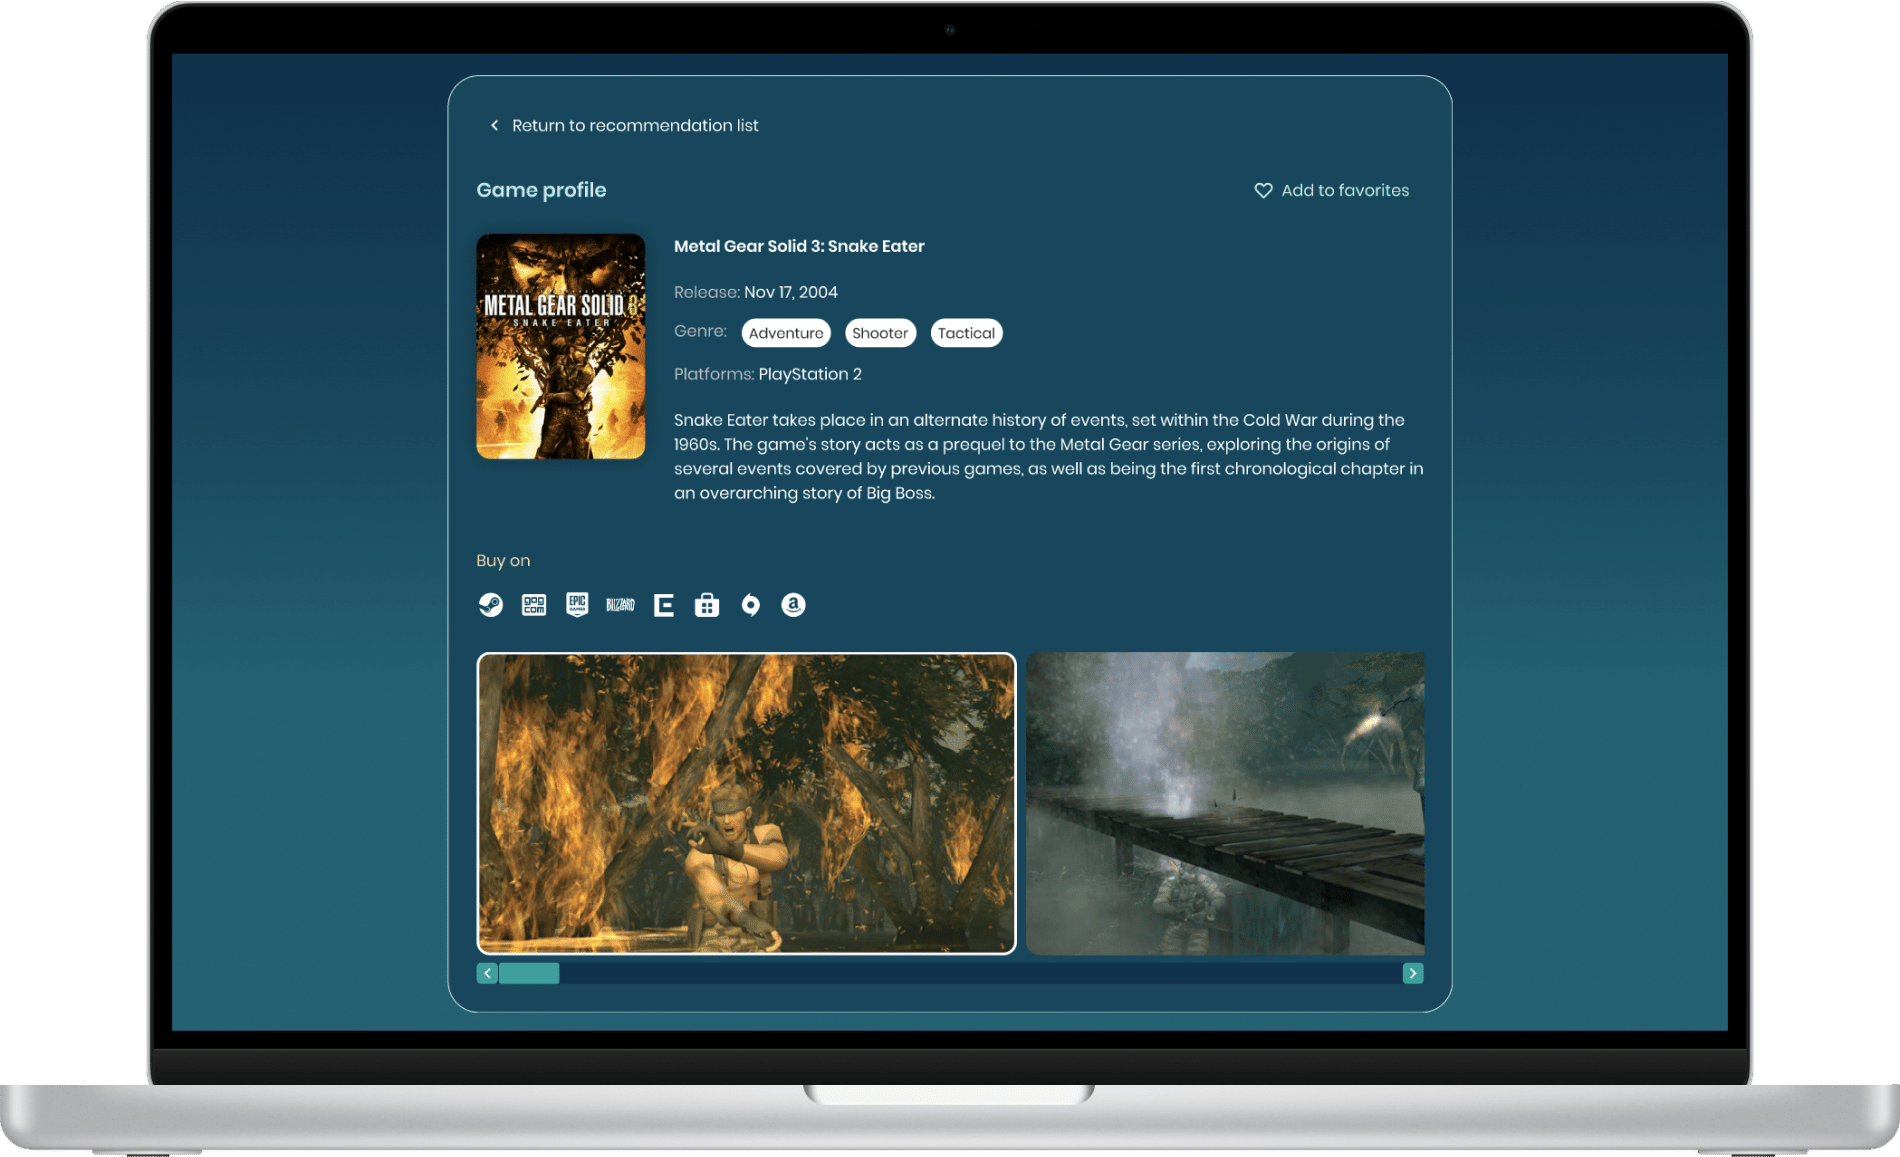 Return to recommendation list
Game profile
Add to favorites
METAL GEAR SOLID 3
SNAKE EATER
Metal Gear Solid 3: Snake Eater
Release: Nov 17, 2004
Genre: Adventure Shooter Tactical
Platforms: PlayStation 2
Snake Eater takes place in an alternate history of events, set within the Cold War during the
1960s. The game's story acts as a prequel to the Metal Gear series, exploring the origins of
several events covered by previous games, as well as being the first chronological chapter in
an overarching story of Big Boss.
Buy on
GOG
COM
EPIC
GAMES
BLIZZARD
E
a